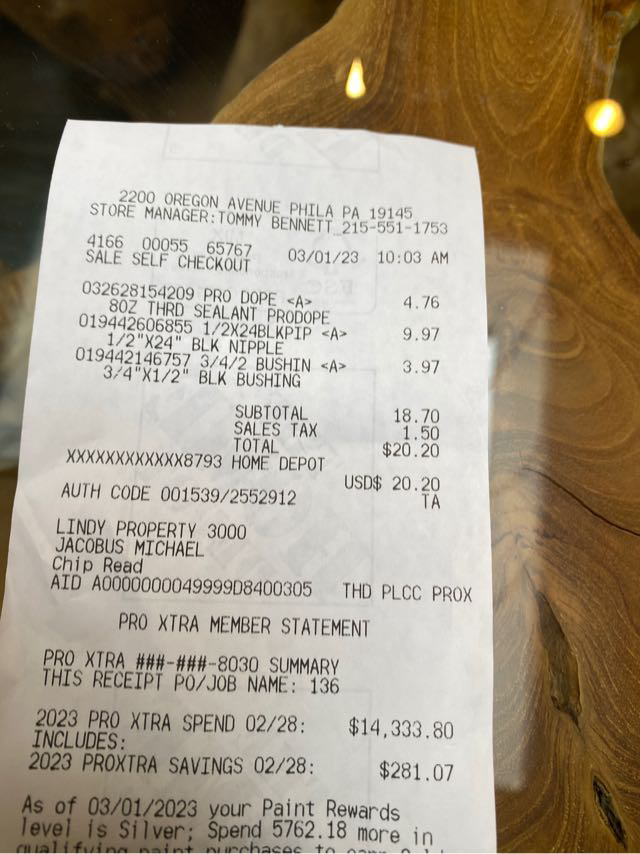 2200 OREGON AVENUE PHILA PA 19145
STORE MANAGER:TOMMY BENNETT 215-551-1753
4166 00055 65767 03/01/23 10:03 AM
SALE SELF CHECKOUT
032628154209 PRO DOPE <A> 4.76
8OZ THRD SEALANT PRODOPE
019442606855 1/2X24BLKPIP <A> 9.97
1/2"X24" BLK NIPPLE
019442146757 3/4/2 BUSHIN <A> 3.97
3/4"X1/2" BLK BUSHING
SUBTOTAL 18.70
SALES TAX 1.50
TOTAL $20.20
XXXXXXXXXXXX8793 HOME DEPOT
USD$ 20.20
AUTH CODE 001539/2552912 TA
LINDY PROPERTY 3000
JACOBUS MICHAEL
Chip Read
AID A0000000049999D8400305 THD PLCC PROX
PRO XTRA MEMBER STATEMENT
PRO XTRA ###-###-8030 SUMMARY
THIS RECEIPT PO/JOB NAME: 136
2023 PRO XTRA SPEND 02/28: $14,333.80
INCLUDES:
2023 PROXTRA SAVINGS 02/28: $281.07
As of 03/01/2023 your Paint Rewards
level is Silver; Spend 5762.18 more in
qualifying paint purchases to earn